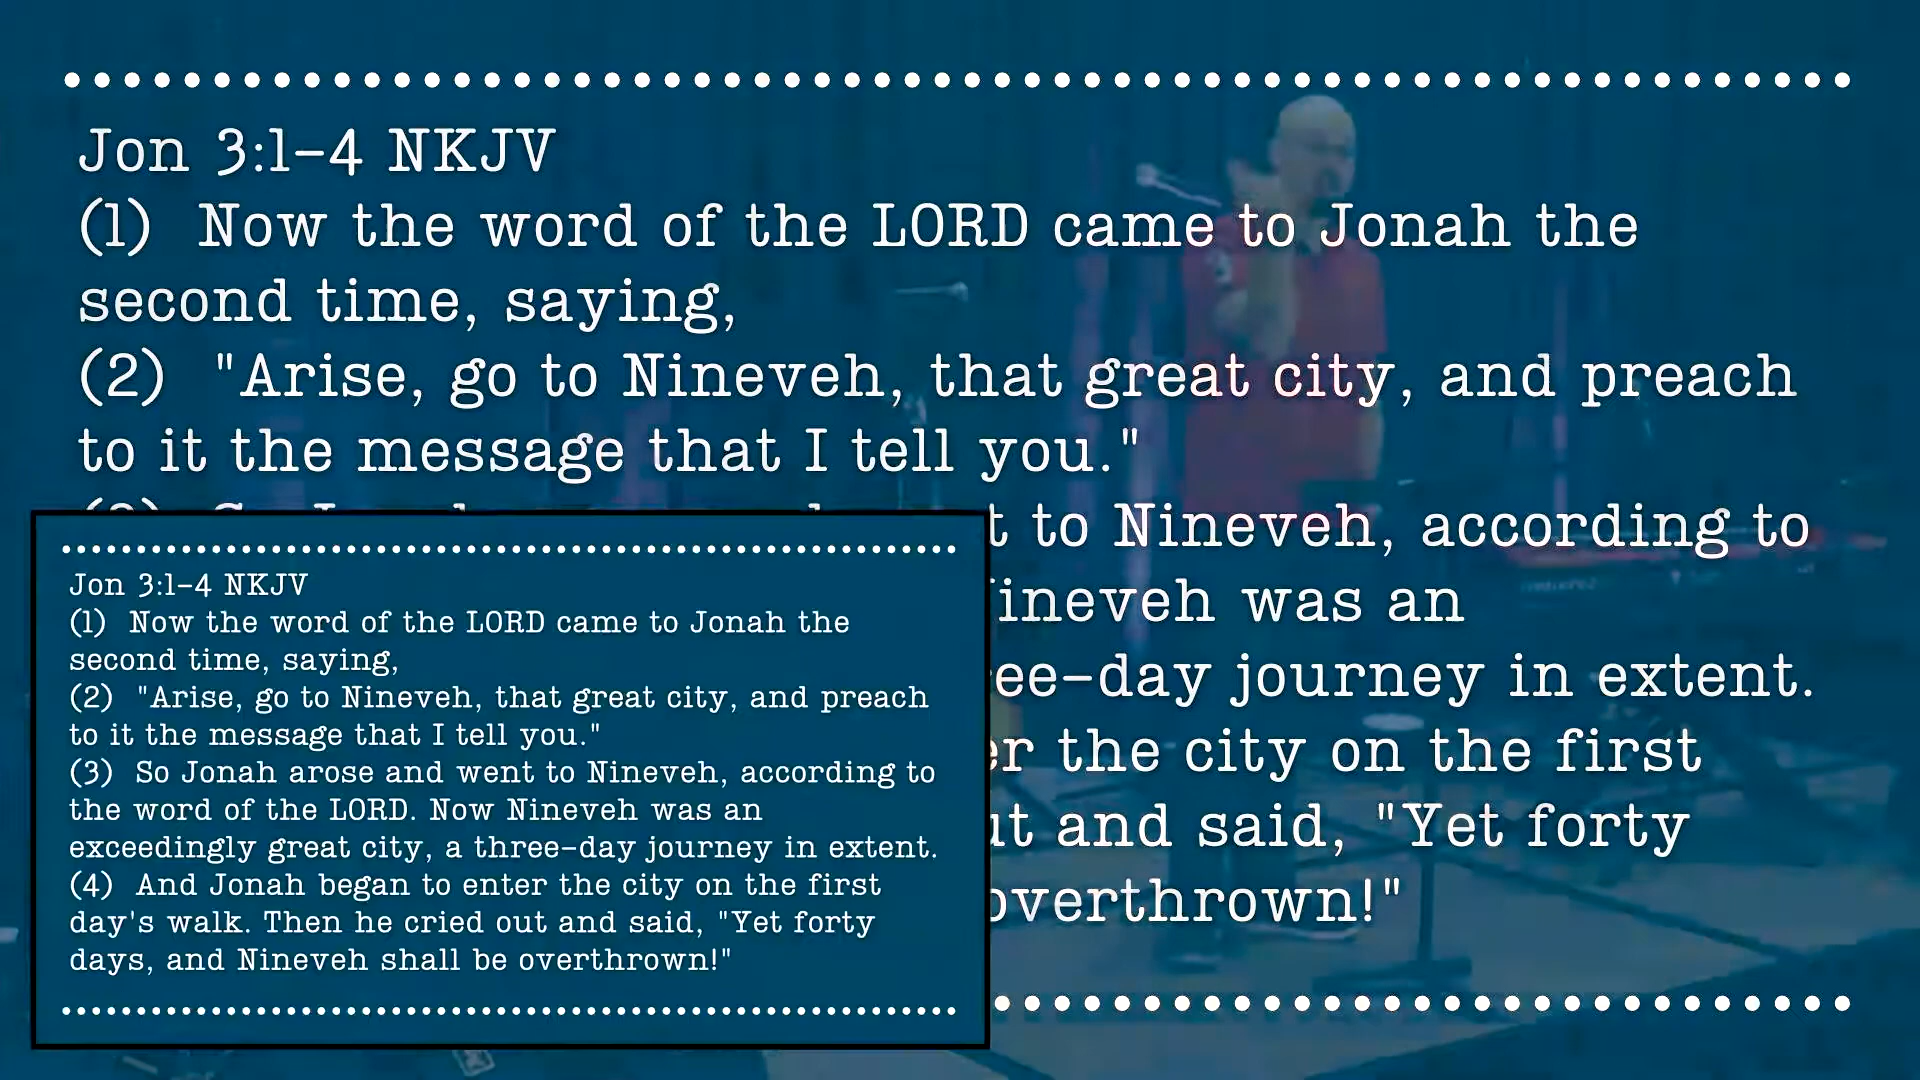 Jon 3:1-4 NKJV
(1) Now the word of the LORD came to Jonah the
second time, saying,
(2) "Arise, go to Nineveh, that great city, and preach
to it the message that I tell you."
to Nineveh, according to
was an
journey in extent.
the city on the first
and said, "Yet forty
overthrown!"
Jon 3:1-4 NKJV
(1) Now the word of the LORD came to Jonah the
second time, saying,
(2) "Arise, go to Nineveh, that great city, and preach
to it the message that I tell you."
(3) So Jonah arose and went to Nineveh, according to
the word of the LORD. Now Nineveh was an
exceedingly great city, a three-day journey in extent.
(4) And Jonah began to enter the city on the first
day's walk. Then he cried out and said, "Yet forty
days, and Nineveh shall be overthrown!"